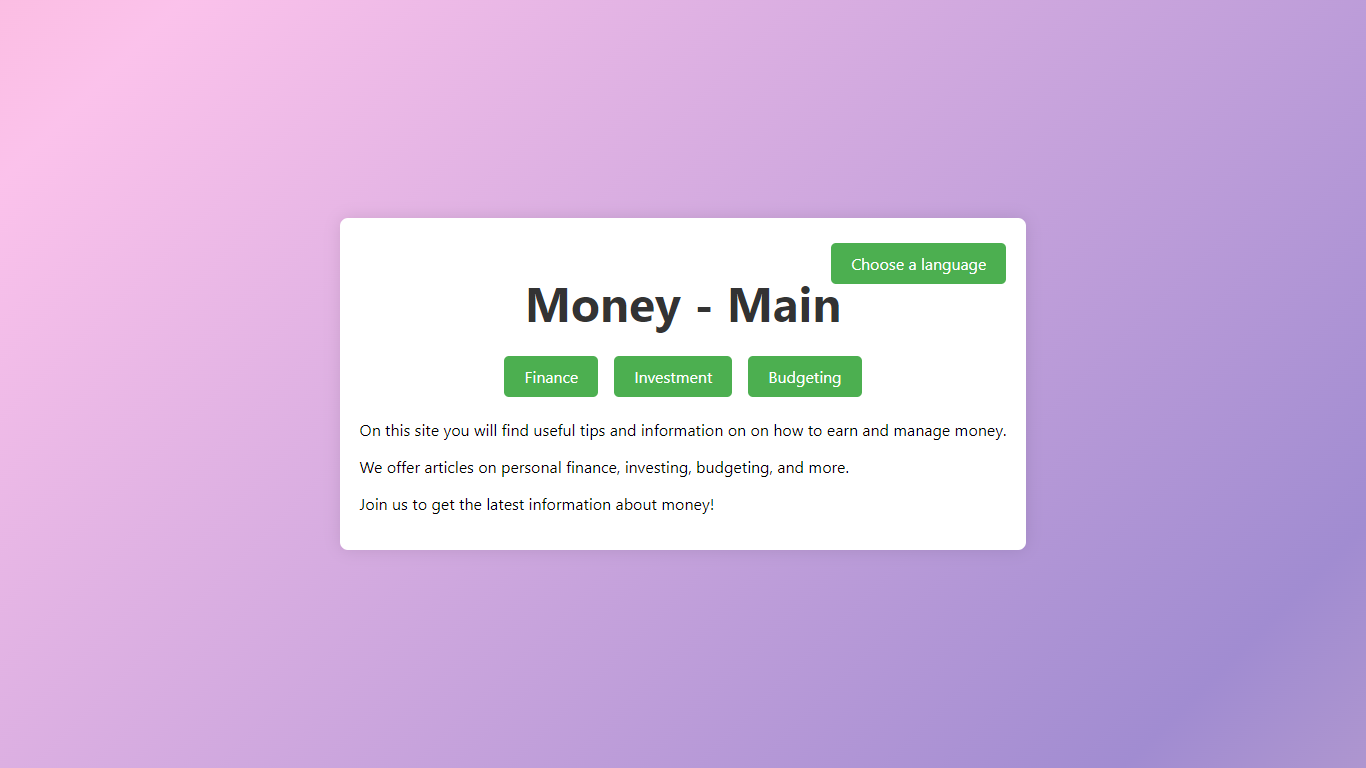 Choose a language
Money - Main
Finance Investment Budgeting
On this site you will find useful tips and information on on how to earn and manage money.
We offer articles on personal finance, investing, budgeting, and more.
Join us to get the latest information about money!